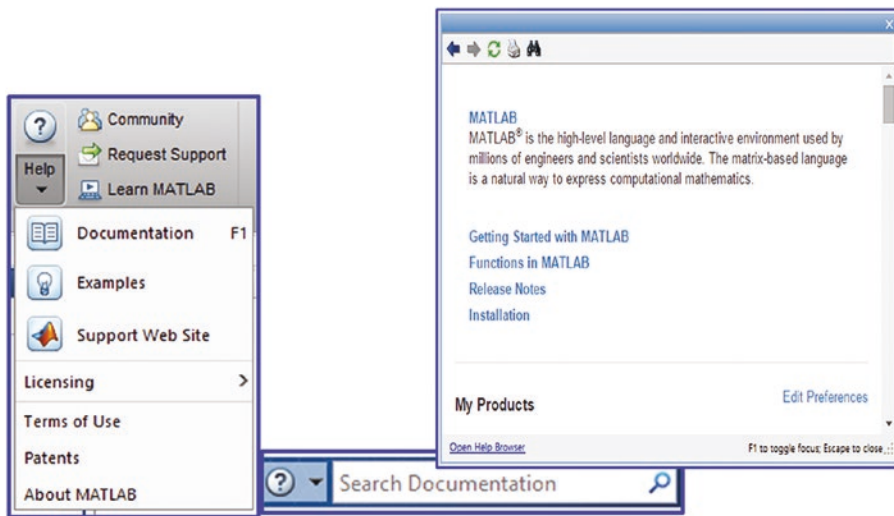 Help
Community
Request Support
Learn MATLAB
Documentation F1
Examples
Support Web Site
Licensing >
Terms of Use
Patents
About MATLAB
Search Documentation
MATLAB
MATLAB® is the high-level language and interactive environment used by
millions of engineers and scientists worldwide. The matrix-based language
is a natural way to express computational mathematics.
Getting Started with MATLAB
Functions in MATLAB
Release Notes
Installation
My Products
Edit Preferences
Open Help Browser
F1 to toggle focus; Escape to close